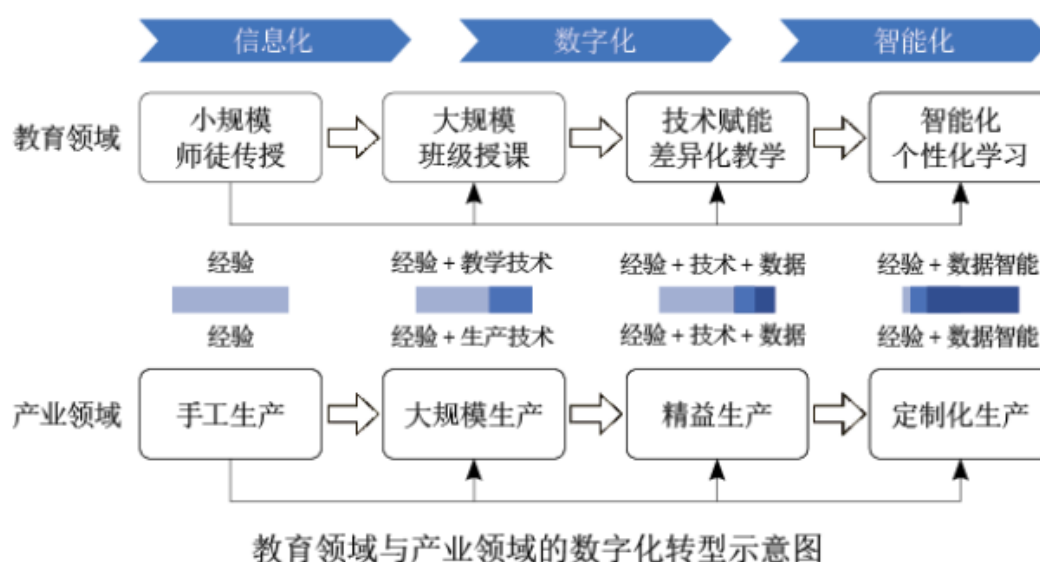 信息化 数字化 智能化
教育领域
小规模
师徒传授
大规模
班级授课
技术赋能
差异化教学
智能化
个性化学习
经验 经验+教学技术 经验+技术+数据 经验+数据智能
经验 经验+生产技术 经验+技术+数据 经验+数据智能
产业领域 手工生产 大规模生产 精益生产 定制化生产
教育领域与产业领域的数字化转型示意图